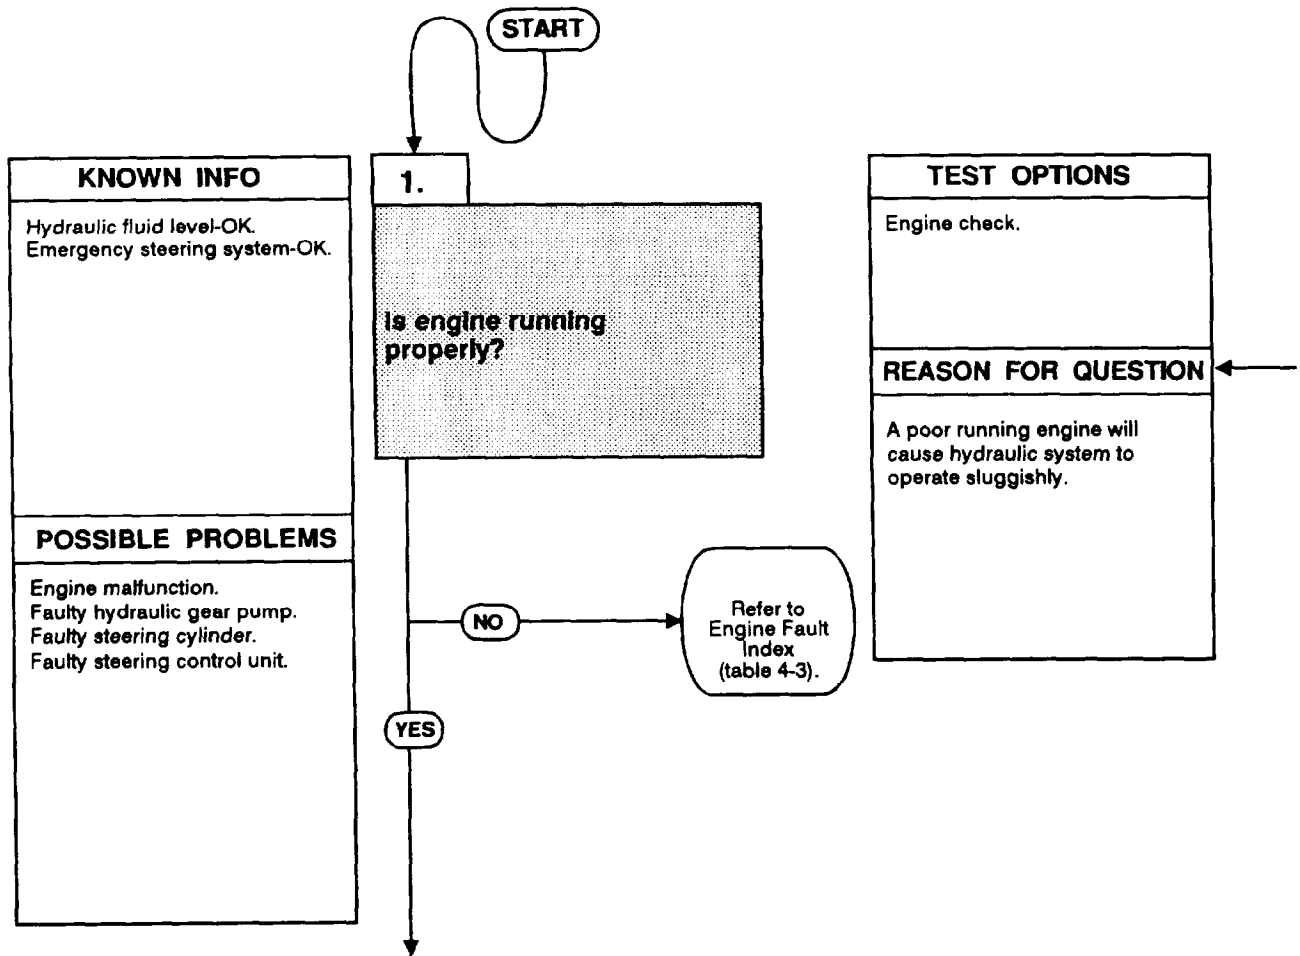 START
KNOWN INFO
Hydraulic fluid level-OK.
Emergency steering system-OK.
POSSIBLE PROBLEMS
Engine malfunction.
Faulty hydraulic gear pump.
Faulty steering cylinder.
Faulty steering control unit.
1.
Is engine running
properly?
NO
Refer to
Engine Fault
Index
(table 4-3).
YES
TEST OPTIONS
Engine check.
REASON FOR QUESTION
A poor running engine will
cause hydraulic system to
operate sluggishly.